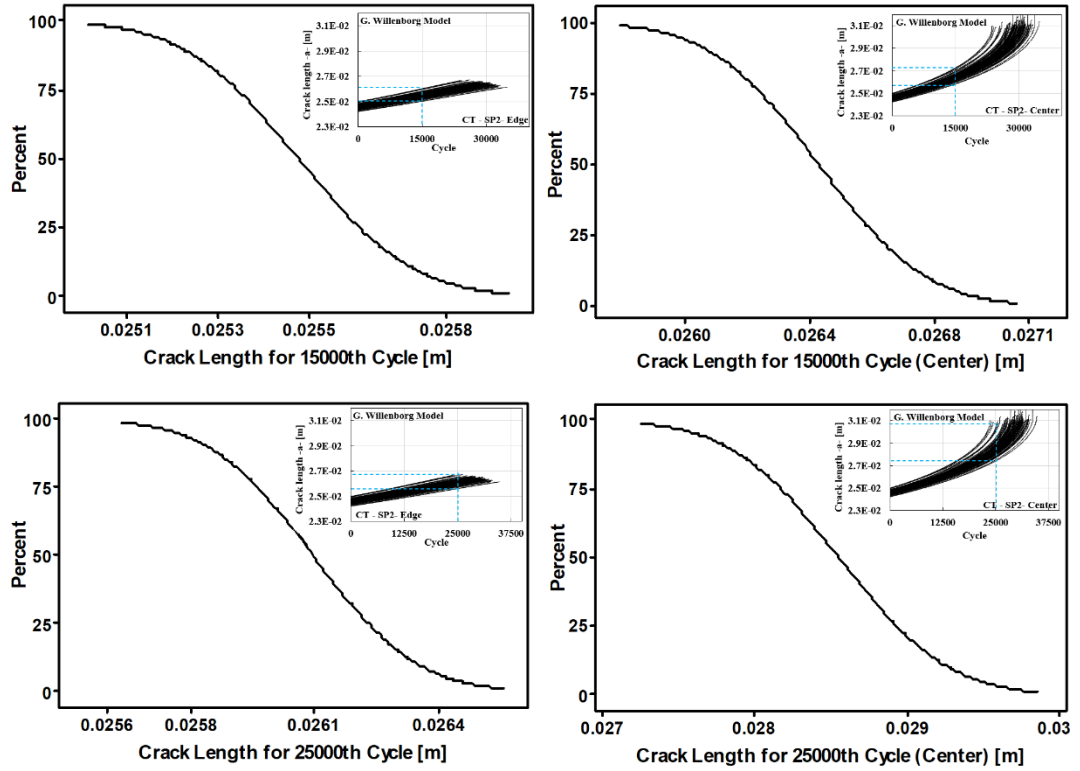 100
75
50
25
0
Percent
0.0251
0.0253
0.0255
0.0258
Crack Length for 15000th Cycle [m]
G. Willenborg Model
3.1E-02
2.9E-02
2.7E-02
2.5E-02
2.3E-02
Crack length -a- [m]
CT - SP2- Edge
0
15000
30000
Cycle
100
75
50
25
0
Percent
0.0260
0.0264
0.0268
0.0271
Crack Length for 15000th Cycle (Center) [m]
G. Willenborg Model
3.1E-02
2.9E-02
2.7E-02
2.5E-02
2.3E-02
Crack length -a- [m]
CT - SP2- Center
0
15000
30000
Cycle
100
75
50
25
0
Percent
0.0256
0.0258
0.0261
0.0264
Crack Length for 25000th Cycle [m]
G. Willenborg Model
3.1E-02
2.9E-02
2.7E-02
2.5E-02
2.3E-02
Crack length -a- [m]
CT - SP2- Edge
0
12500
25000
37500
Cycle
100
75
50
25
0
Percent
0.027
0.028
0.029
0.03
Crack Length for 25000th Cycle (Center) [m]
G. Willenborg Model
3.1E-02
2.9E-02
2.7E-02
2.5E-02
2.3E-02
Crack length -a- [m]
CT - SP2- Center
0
12500
25000
37500
Cycle